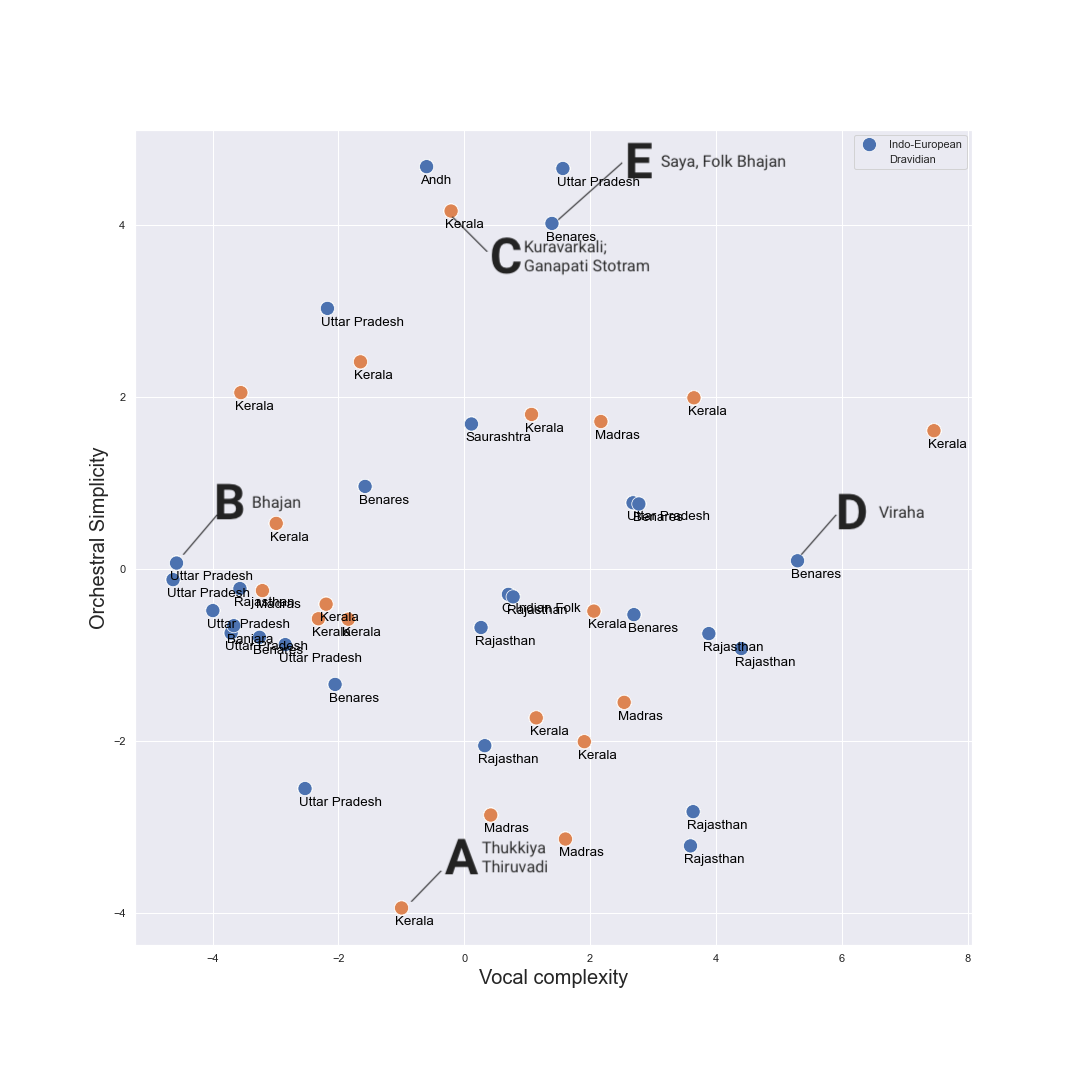 Indo-European
Dravidian
E Saya, Folk Bhajan
Andh
Uttar Pradesh
Kerala
Benares
C Kuravarkali;
Ganapati Stotram
Uttar Pradesh
Kerala
Kerala
Kerala
Saurashtra
Kerala
Madras
Kerala
Benares
B Bhajan
Kerala
Uttar Pradesh
Benares
D Viraha
Benares
Uttar Pradesh
Uttar Pradesh
Rajasthan
Madras
C Indian Folk
Rajasthan
Uttar Pradesh
Kerala
Kerala
Kerala
Kerala
Benares
Banjara
Uttar Pradesh
Benares
Uttar Pradesh
Rajasthan
Rajasthan
Rajasthan
Benares
Madras
Kerala
Kerala
Rajasthan
Uttar Pradesh
Madras
Rajasthan
Madras
Rajasthan
A Thukkiya
Thiruvadi
Kerala
4
2
0
−2
−4
Orchestral Simplicity
−4 −2 0 2 4 6 8
Vocal complexity